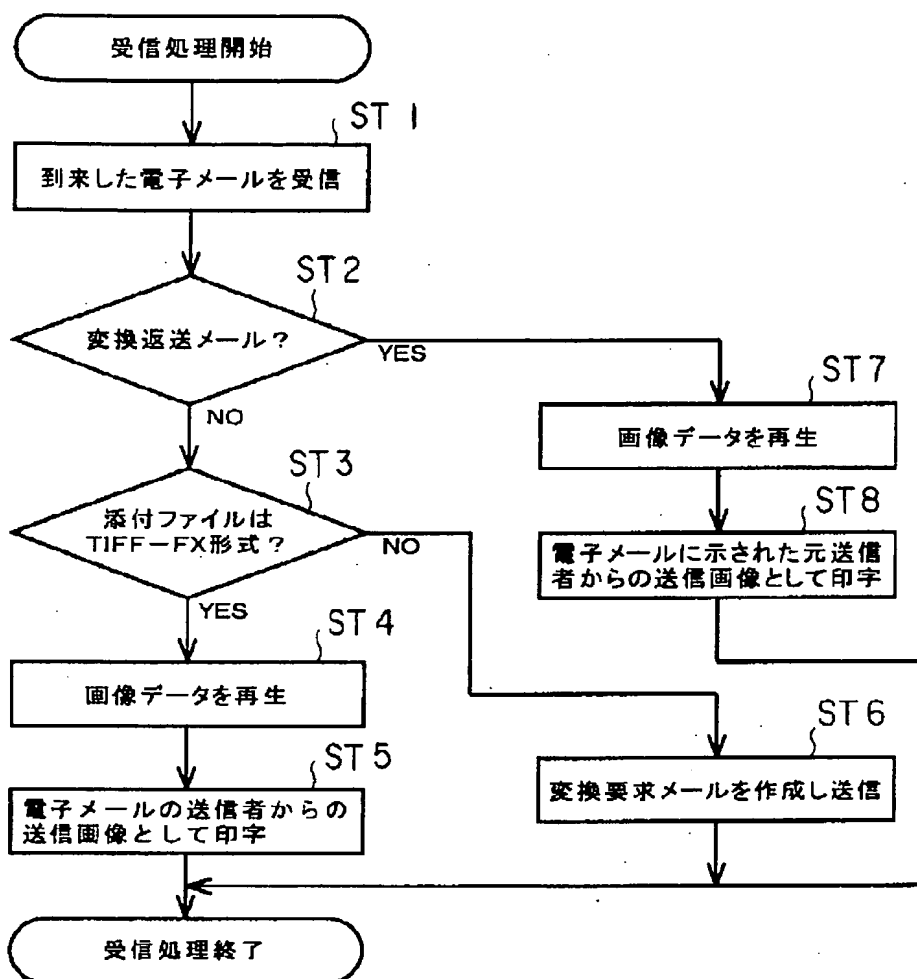 受信処理開始
ST 1
到来した電子メールを受信
ST2
変換返送メール?
YES
NO
ST7
画像データを再生
ST3
添付ファイルは
TIFF-FX形式?
NO
YES
ST8
電子メールに示された元送信
者からの送信画像として印字
ST4
画像データを再生
ST6
変換要求メールを作成し送信
ST5
電子メールの送信者からの
送信画像として印字
受信処理終了